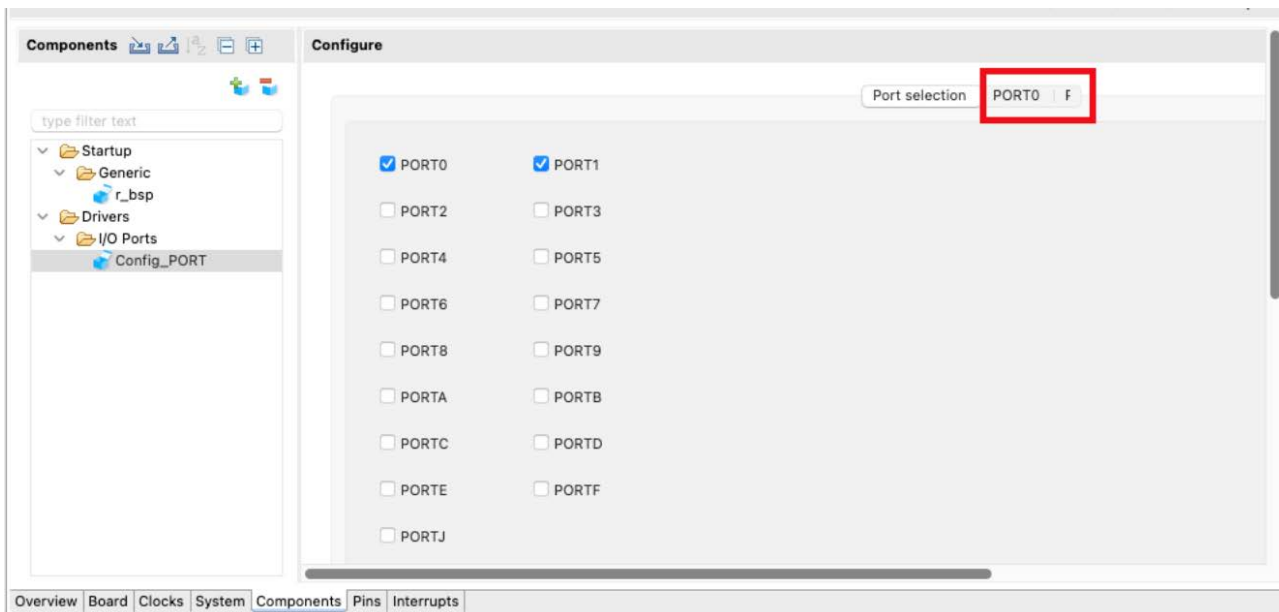 Components
Configure
Port selection PORT0 F
type filter text
Startup
Generic
r_bsp
Drivers
I/O Ports
Config_PORT
PORT0 PORT1
PORT2 PORT3
PORT4 PORT5
PORT6 PORT7
PORT8 PORT9
PORTA PORTB
PORTC PORTD
PORTE PORTF
PORTJ
Overview Board Clocks System Components Pins Interrupts